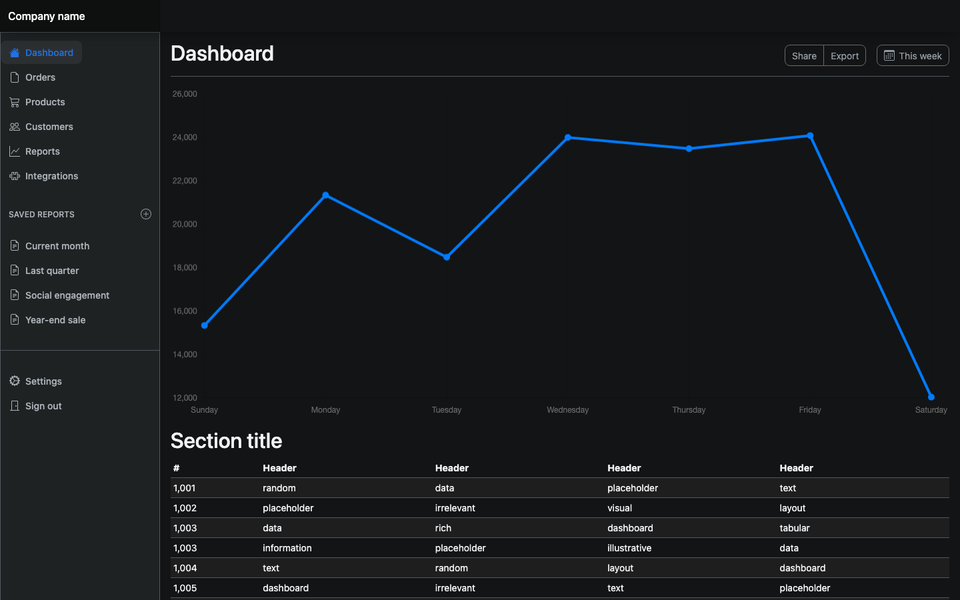 Company name
Dashboard
Orders
Products
Customers
Reports
Integrations
SAVED REPORTS
Current month
Last quarter
Social engagement
Year-end sale
Settings
Sign out
Dashboard
Share Export This week
26,000
24,000
22,000
20,000
18,000
16,000
14,000
12,000
Sunday Monday Tuesday Wednesday Thursday Friday Saturday
Section title
# Header Header Header Header
1,001 random data placeholder text
1,002 placeholder irrelevant visual layout
1,003 data rich dashboard tabular
1,003 information placeholder illustrative data
1,004 text random layout dashboard
1,005 dashboard irrelevant text placeholder